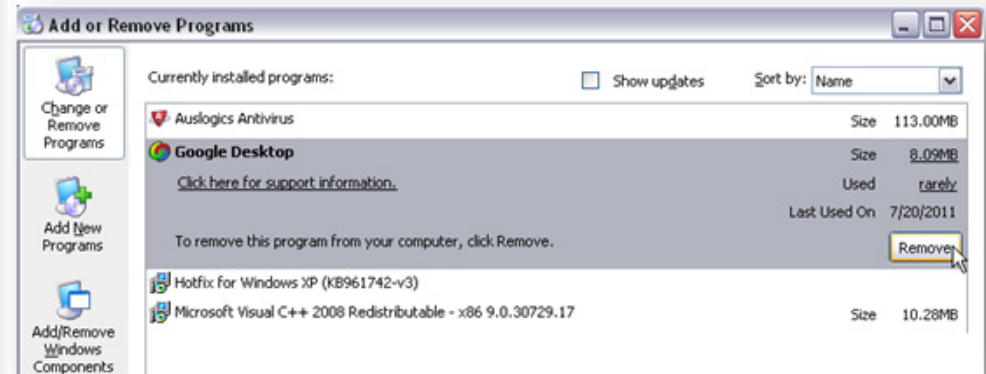 Add or Remove Programs
Change or
Remove
Programs
Add New
Programs
Add/Remove
Windows
Components
Currently installed programs:
Show updates
Sort by: Name
Auslogics Antivirus Size 113.00MB
Google Desktop Size 8.09MB
Click here for support information. Used rarely
Last Used On 7/20/2011
To remove this program from your computer, click Remove. Remove
Hotfix for Windows XP (KB961742-v3)
Microsoft Visual C++ 2008 Redistributable - x86 9.0.30729.17 Size 10.28MB